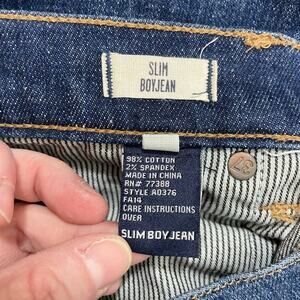 SLIM
BOYJEAN
98% COTTON
2% SPANDEX
MADE IN CHINA
RN# 77388
STYLE A0376
FA14
CARE INSTRUCTIONS
OVER
SLIM BOYJEAN